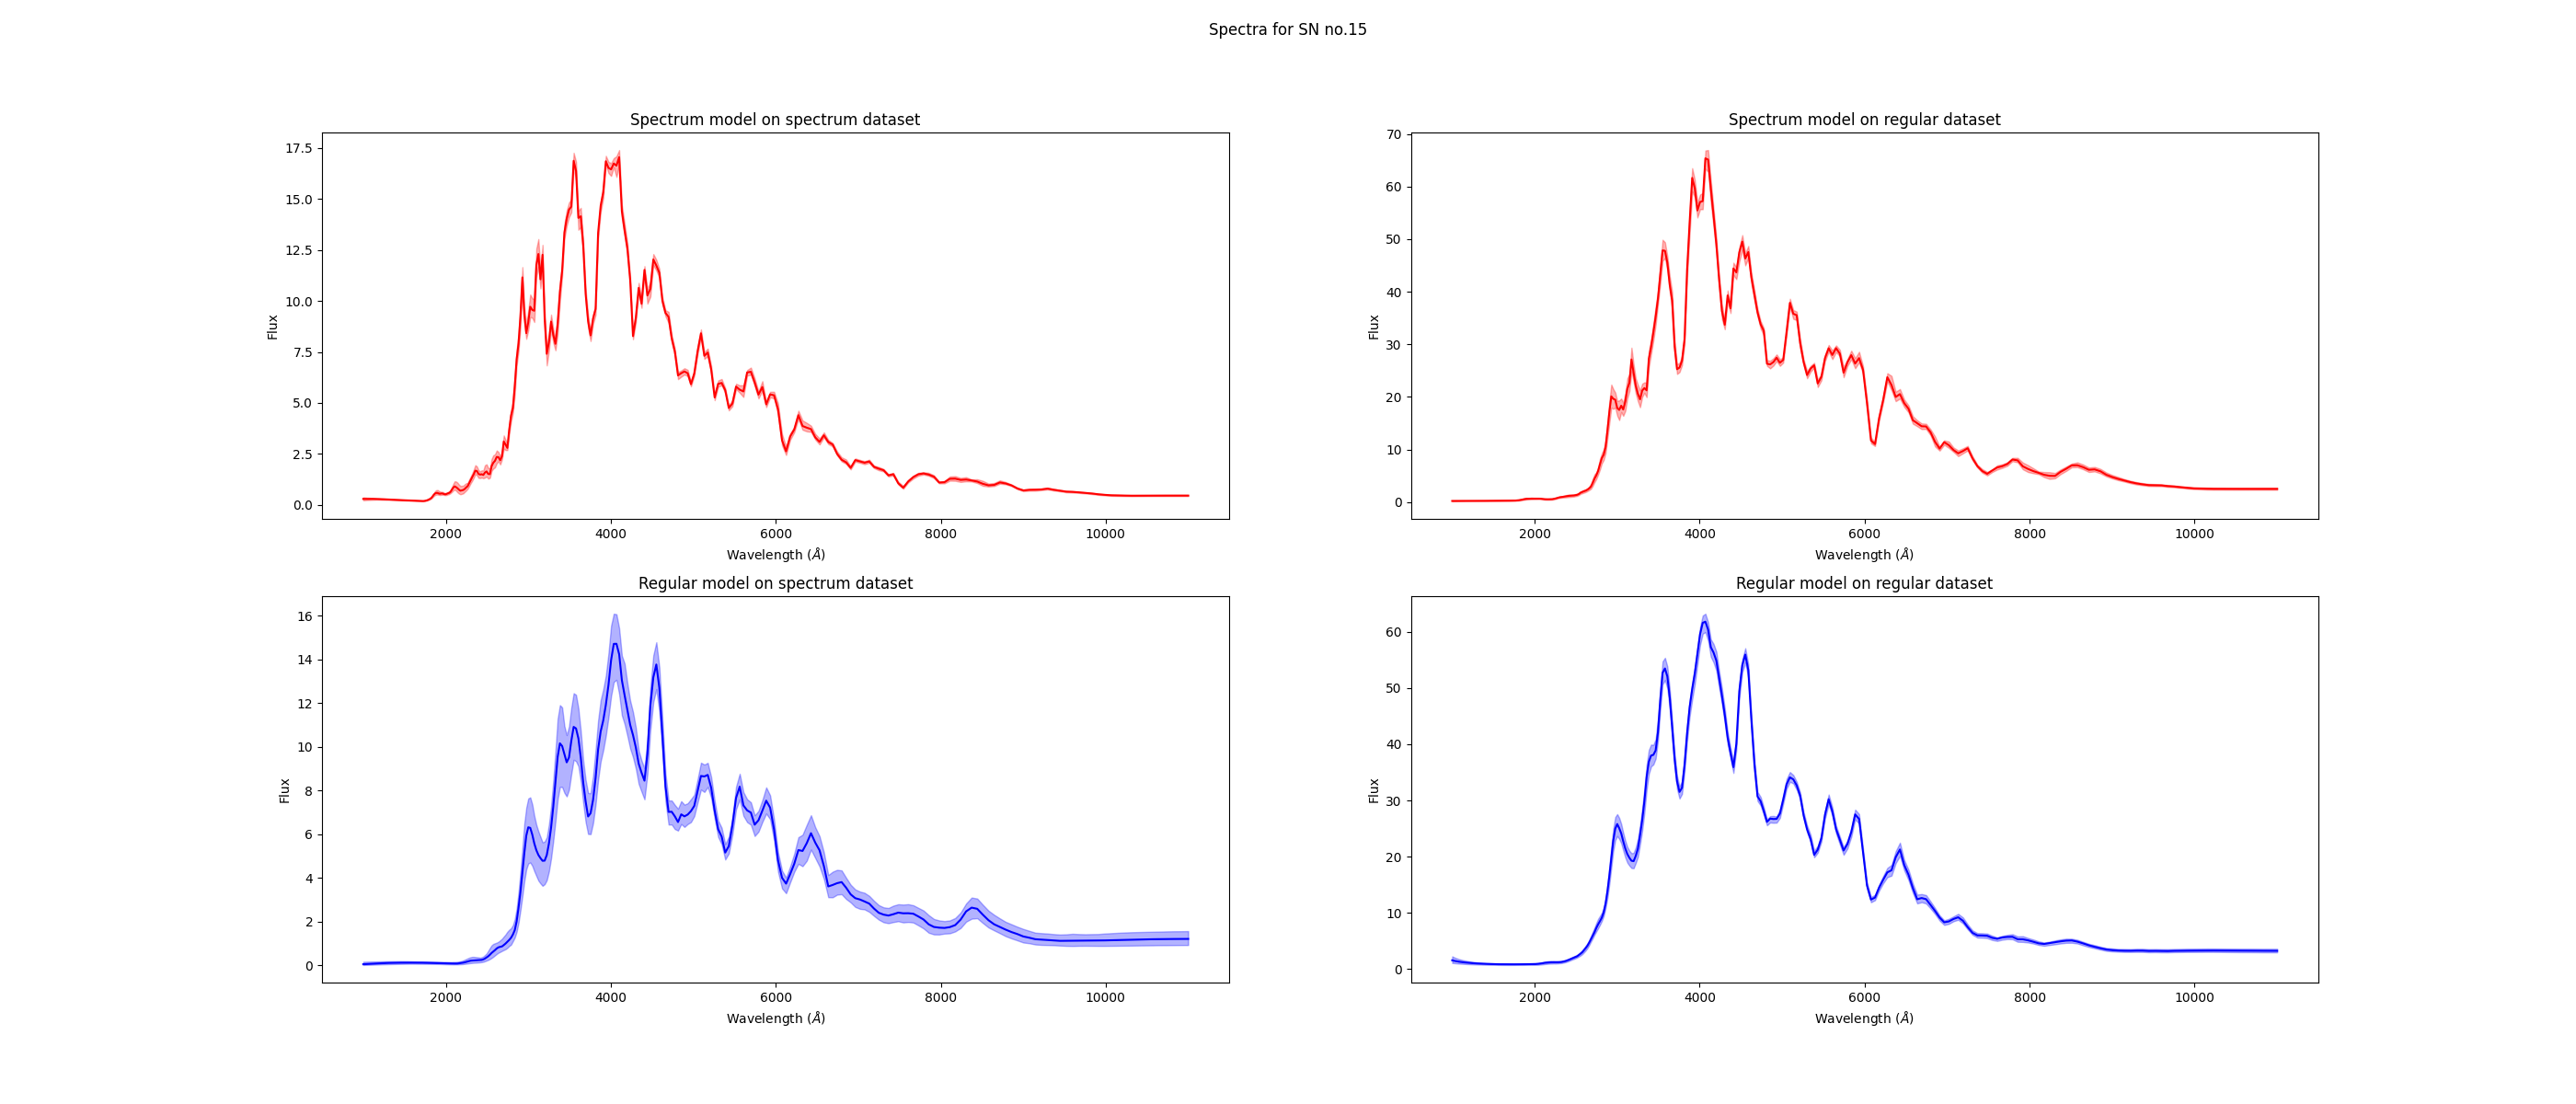 Spectra for SN no.15
Spectrum model on spectrum dataset
17.5
15.0
12.5
10.0
7.5
5.0
2.5
0.0
Flux
2000 4000 6000 8000 10000
Wavelength (Å)
Spectrum model on regular dataset
70
60
50
40
30
20
10
0
Flux
2000 4000 6000 8000 10000
Wavelength (Å)
Regular model on spectrum dataset
16
14
12
10
8
6
4
2
0
Flux
2000 4000 6000 8000 10000
Wavelength (Å)
Regular model on regular dataset
60
50
40
30
20
10
0
Flux
2000 4000 6000 8000 10000
Wavelength (Å)